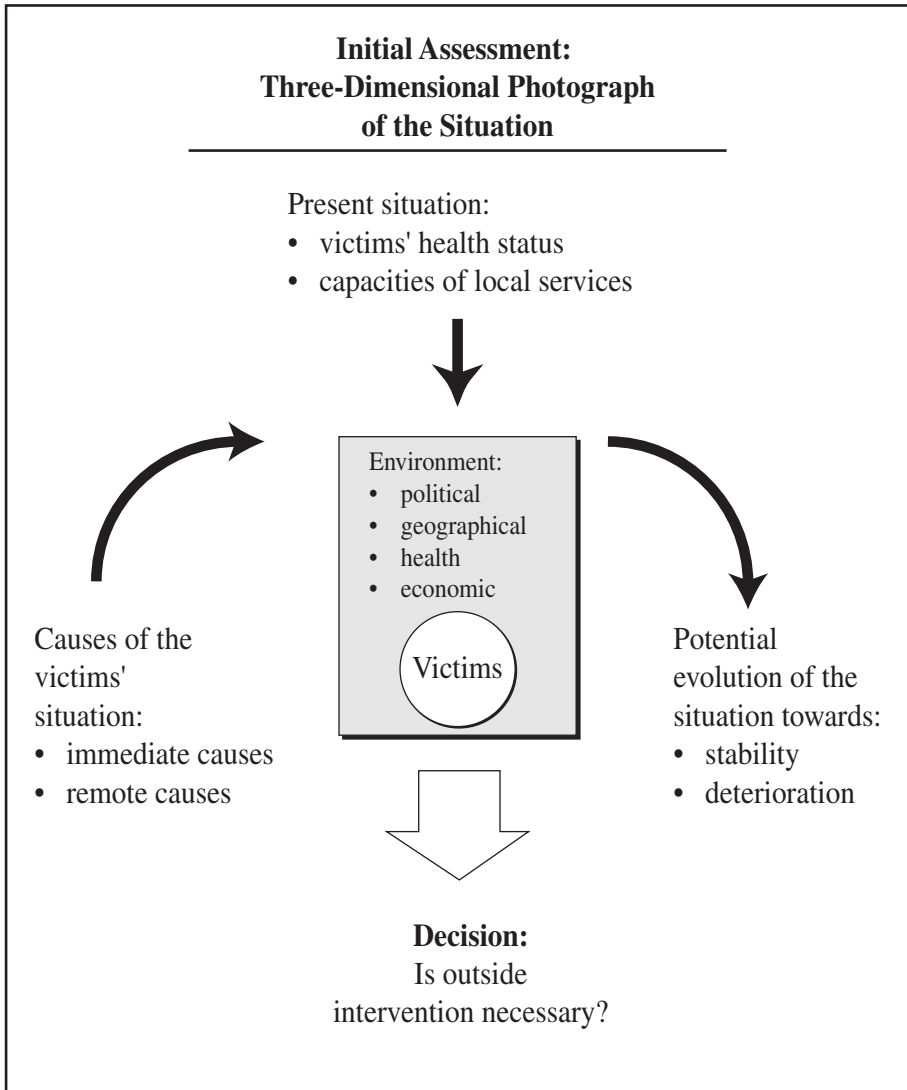 Initial Assessment:
Three-Dimensional Photograph
of the Situation
Present situation:
• victims' health status
• capacities of local services
Environment:
• political
• geographical
• health
• economic
Victims
Causes of the
victims'
situation:
• immediate causes
• remote causes
Potential
evolution of the
situation towards:
• stability
• deterioration
Decision:
Is outside
intervention necessary?